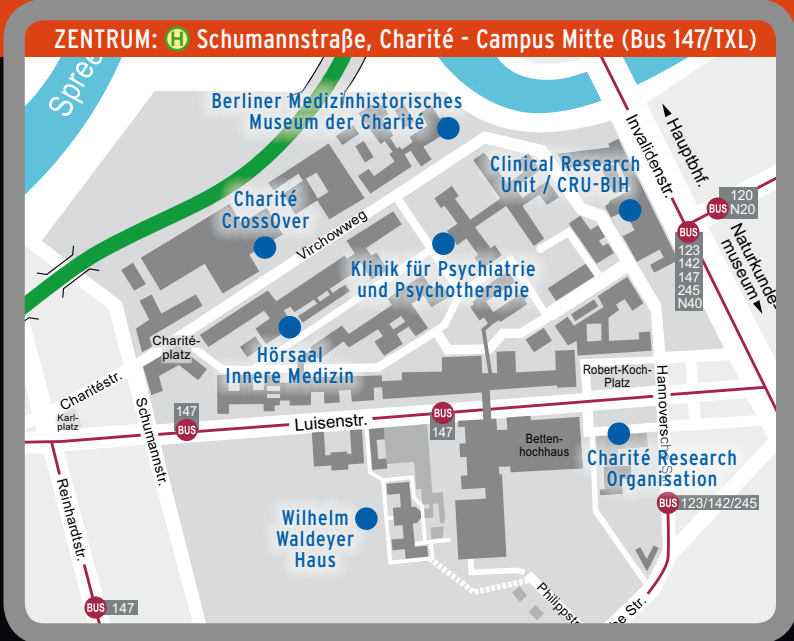 ZENTRUM: H Schumannstraße, Charité - Campus Mitte (Bus 147/TXL)
Spree
Berliner Medizinhistorisches
Museum der Charité
Invalidenstr.
Hauptbhf.
Clinical Research
Unit / CRU-BIH
120
BUS N20
Charité
CrossOver
Virchowweg
BUS
123
142
147
245
N40
Naturkunde
museum
Klinik für Psychiatrie
und Psychotherapie
Charité-
platz
Hörsaal
Innere Medizin
Robert-Koch-
Platz
Charitéstr.
Karl-
platz
Schumannstr.
147
BUS
Luisenstr.
BUS
147
Betten-
hochhaus
Charité Research
Organisation
Reinhardtstr.
BUS 123/142/245
Wilhelm
Waldeyer
Haus
BUS 147
he Str.